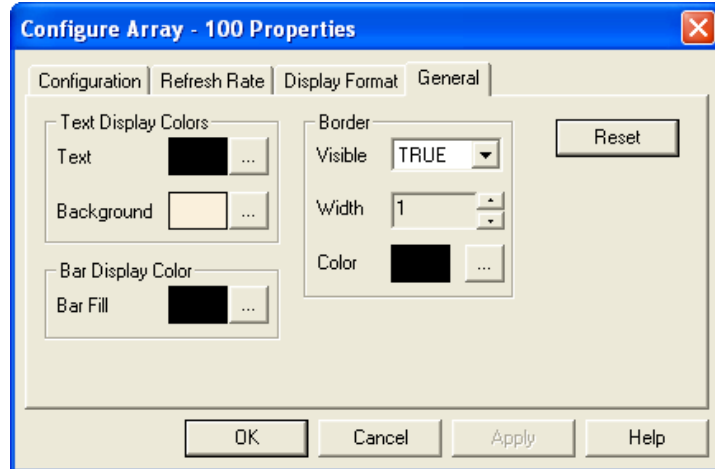 Configure Array - 100 Properties
Configuration Refresh Rate Display Format General
Text Display Colors
Text ...
Background ...
Bar Display Color
Bar Fill ...
Border
Visible TRUE
Width 1
Color ...
Reset
OK Cancel Apply Help